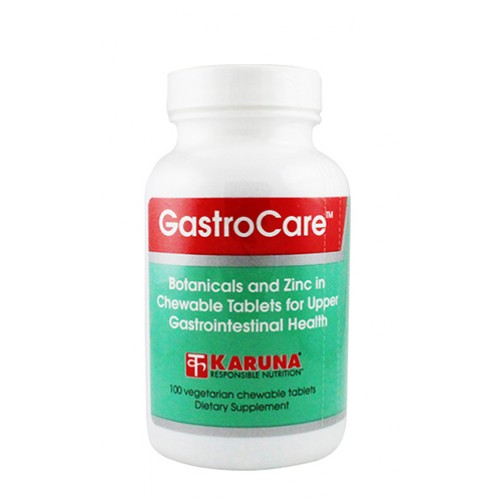 GastroCare™
Botanicals and Zinc in
Chewable Tablets for Upper
Gastrointestinal Health
क KARUNA®
RESPONSIBLE NUTRITION™
100 vegetarian chewable tablets
Dietary Supplement